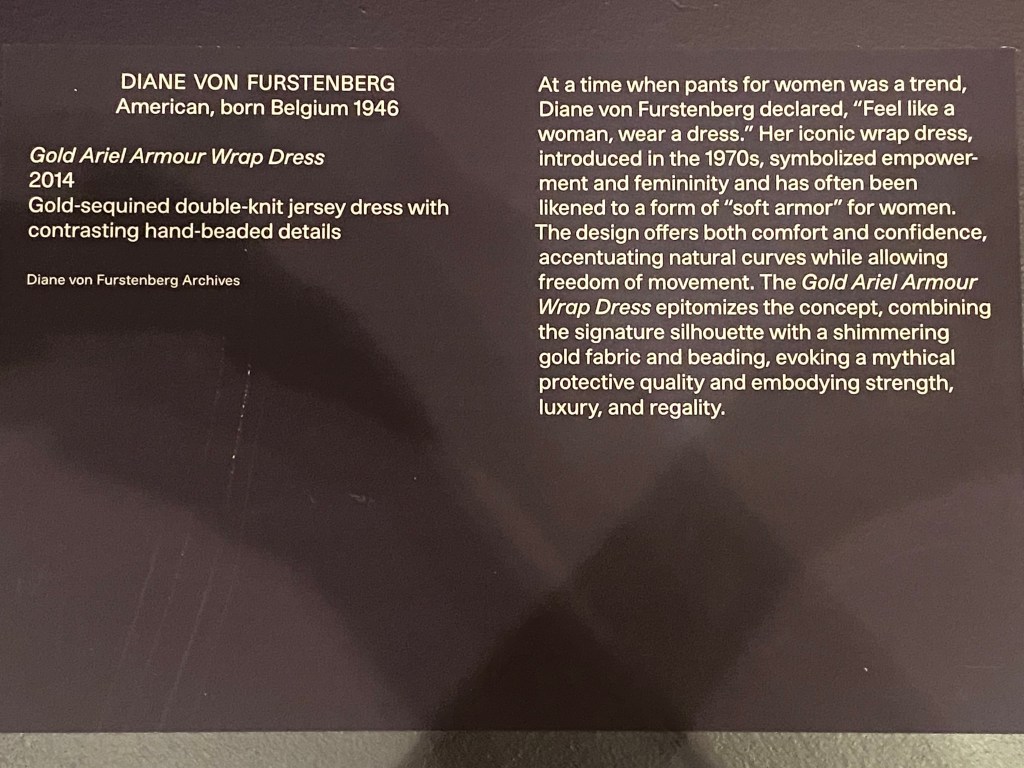 DIANE VON FURSTENBERG
American, born Belgium 1946
Gold Ariel Armour Wrap Dress
2014
Gold-sequined double-knit jersey dress with
contrasting hand-beaded details
Diane von Furstenberg Archives
At a time when pants for women was a trend,
Diane von Furstenberg declared, “Feel like a
woman, wear a dress.” Her iconic wrap dress,
introduced in the 1970s, symbolized empower-
ment and femininity and has often been
likened to a form of “soft armor” for women.
The design offers both comfort and confidence,
accentuating natural curves while allowing
freedom of movement. The Gold Ariel Armour
Wrap Dress epitomizes the concept, combining
the signature silhouette with a shimmering
gold fabric and beading, evoking a mythical
protective quality and embodying strength,
luxury, and regality.